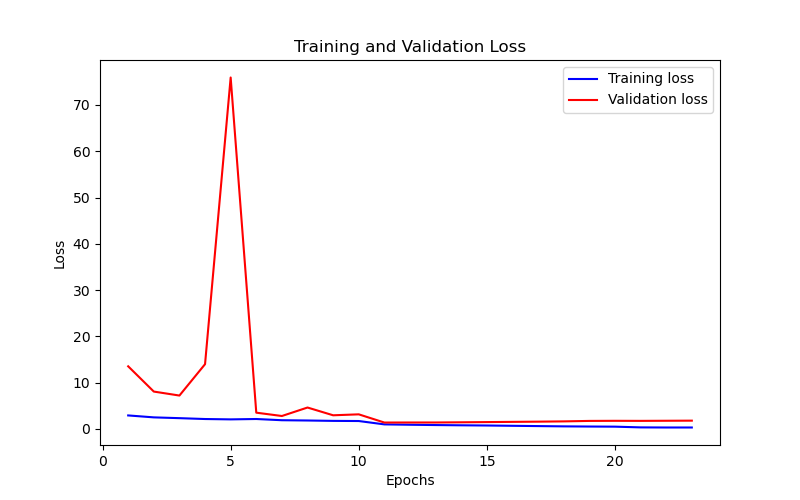 Training and Validation Loss
Training loss
Validation loss
Loss
70
60
50
40
30
20
10
0
0
5
10
15
20
Epochs